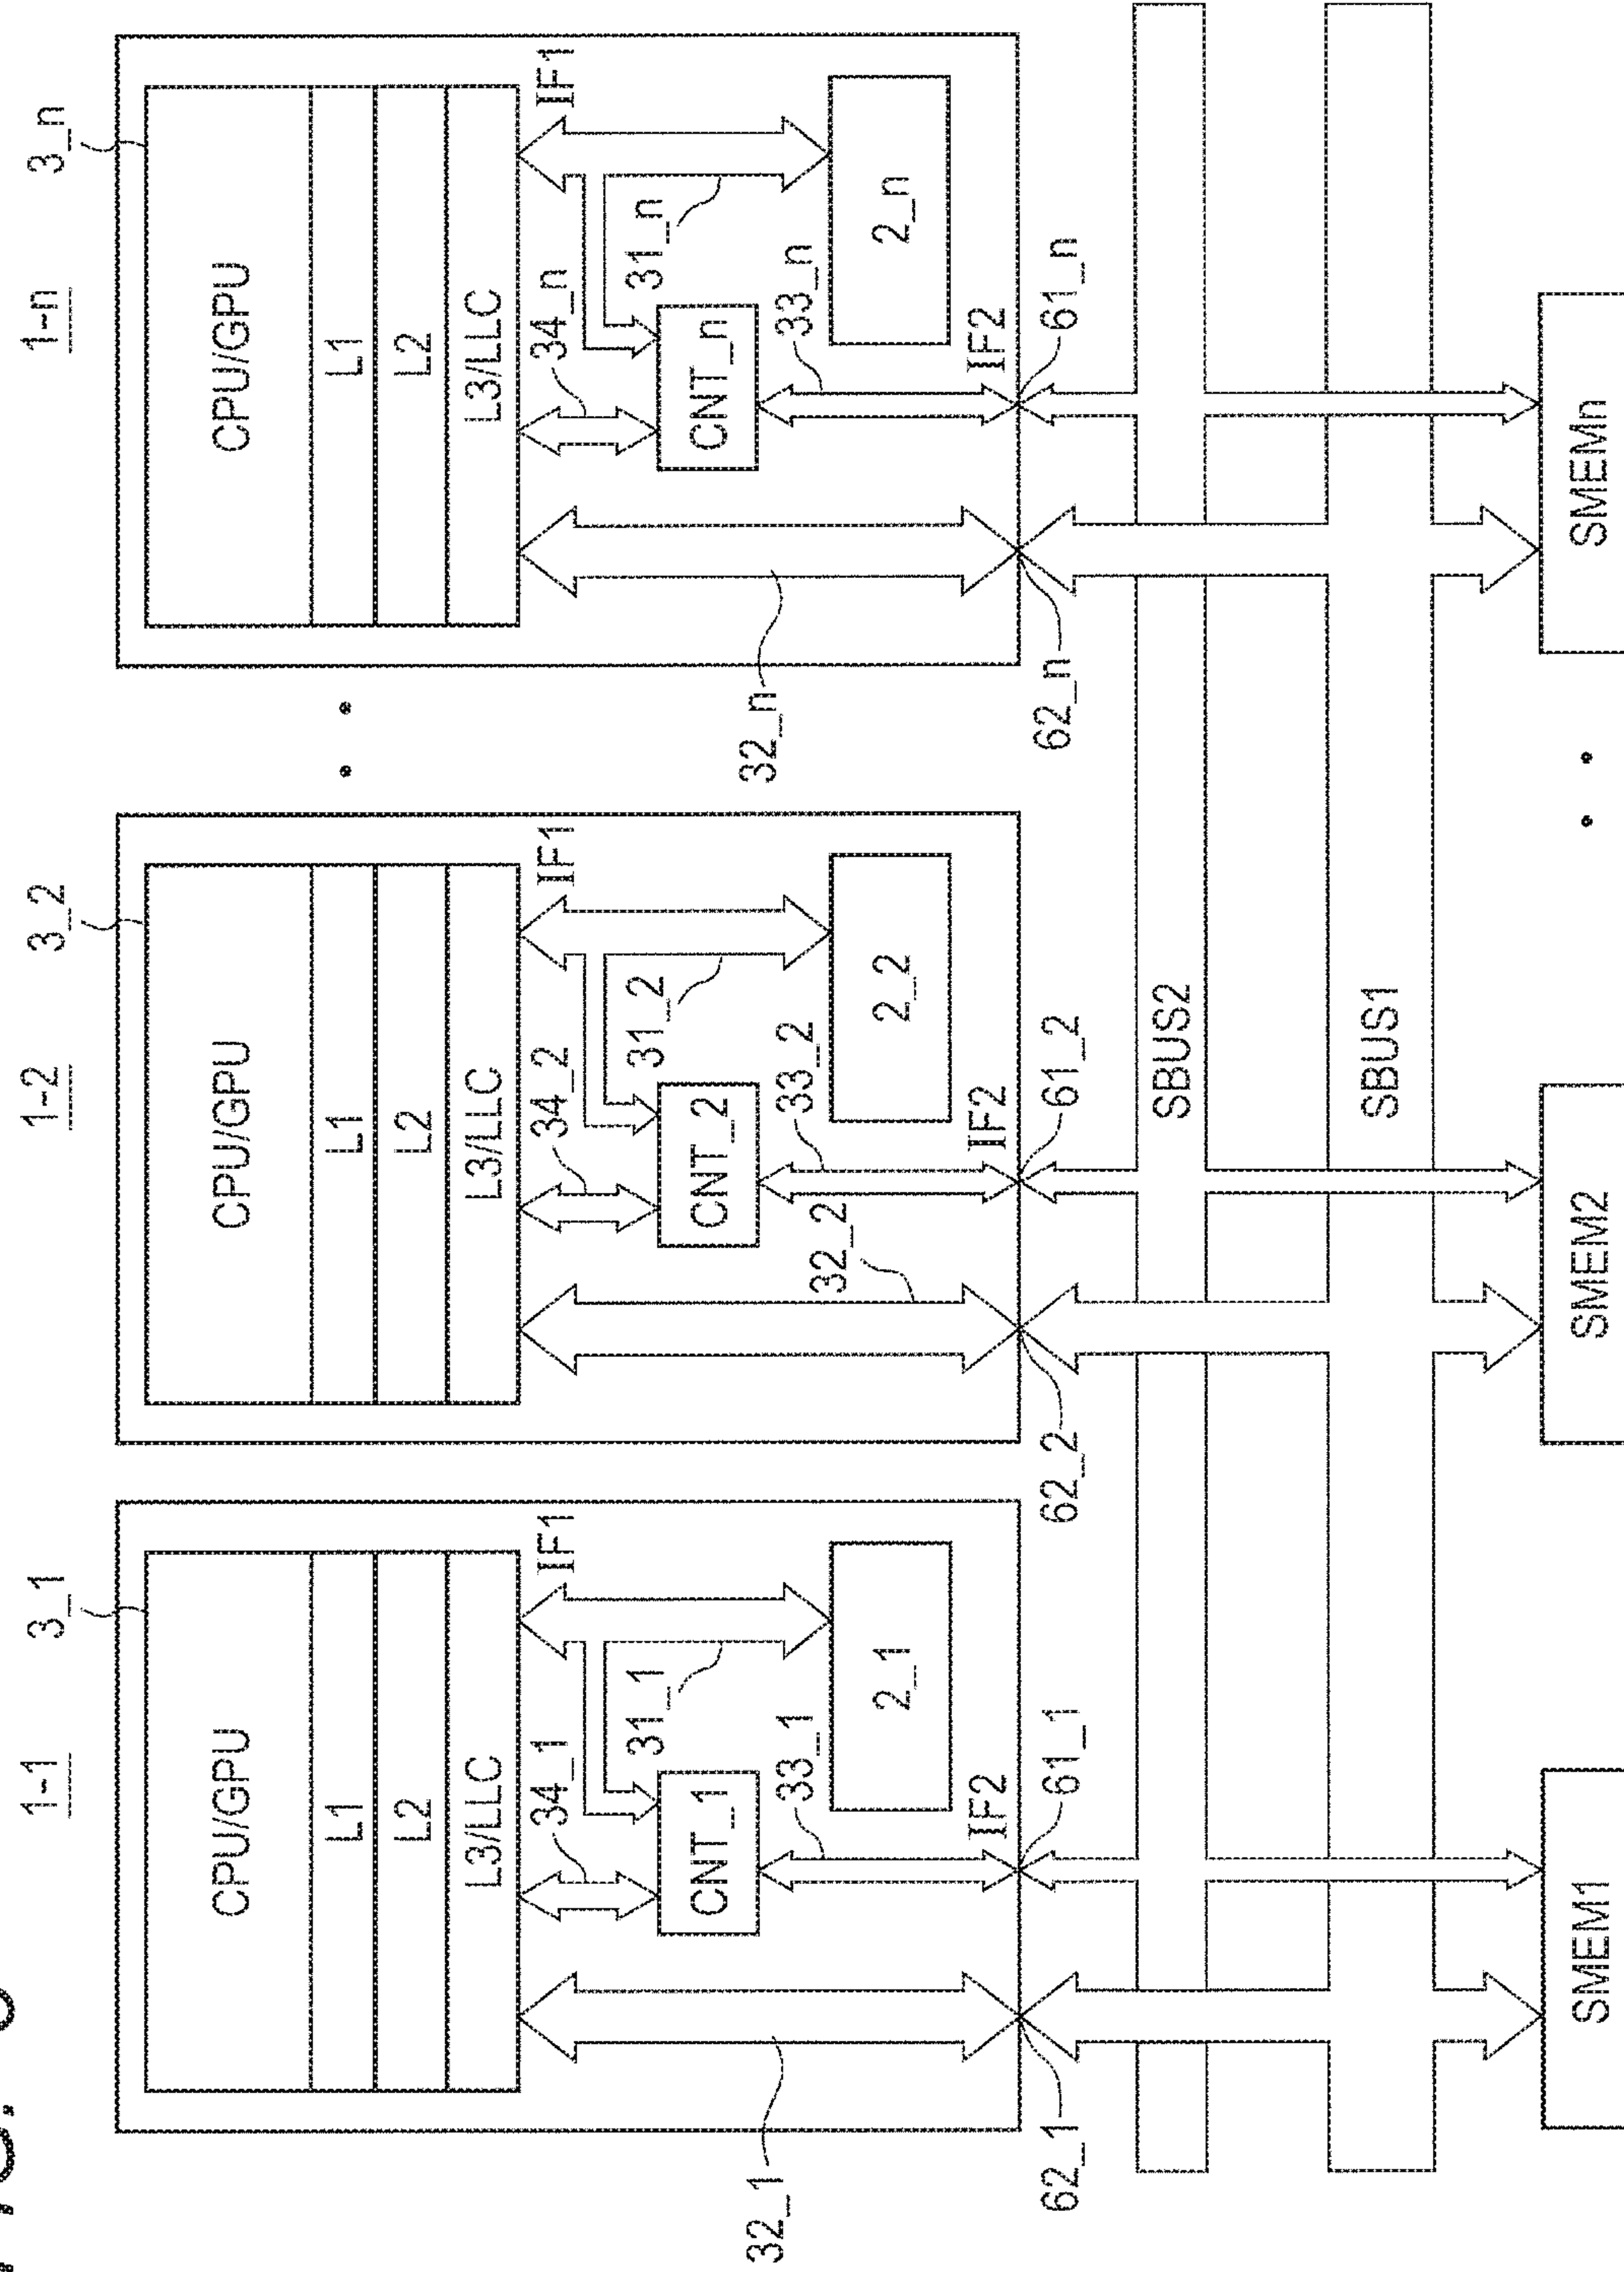 1-1
3_1
CPU/GPU
L1
L2
L3/LLC
IF1
34_1
31_1
CNT_1
33_1
2_1
32_1
IF2
62_1
61_1
1-2
3_2
CPU/GPU
L1
L2
L3/LLC
IF1
34_2
31_2
CNT_2
33_2
2_2
32_2
IF2
62_2
61_2
1-n
3_n
CPU/GPU
L1
L2
L3/LLC
IF1
34_n
31_n
CNT_n
33_n
2_n
32_n
IF2
62_n
61_n
SBUS2
SBUS1
SMEM1
SMEM2
SMEMn